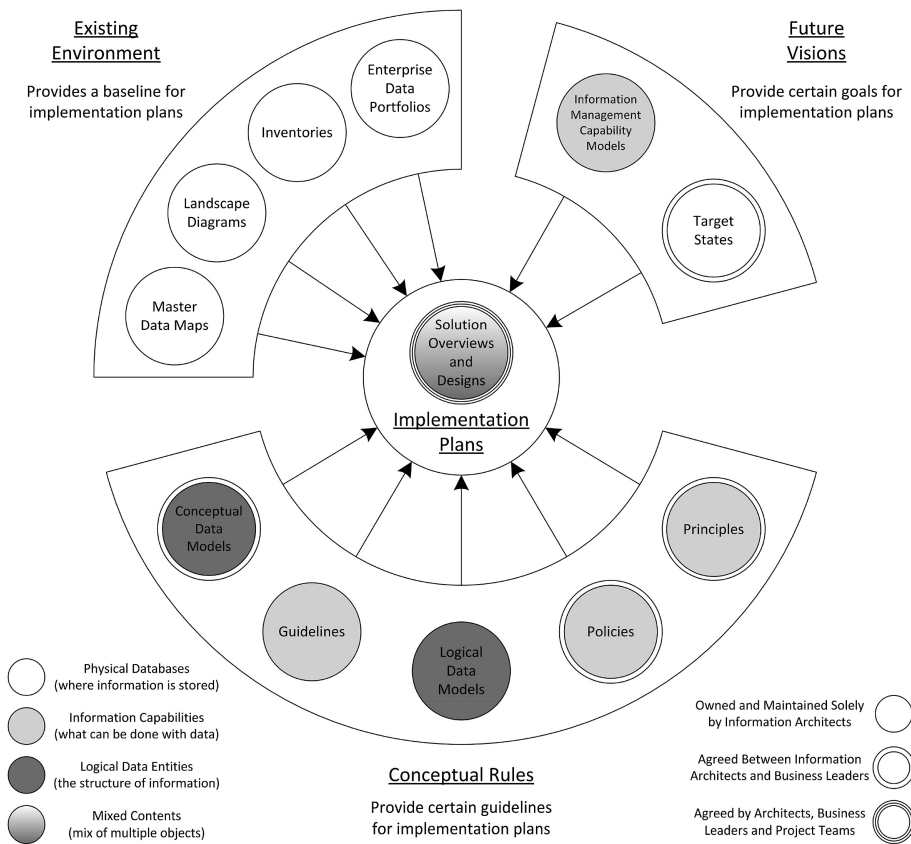 Existing
Environment
Provides a baseline for
implementation plans
Enterprise
Data
Portfolios
Inventories
Landscape
Diagrams
Master
Data Maps
Future
Visions
Provide certain goals for
implementation plans
Information
Management
Capability
Models
Target
States
Solution
Overviews
and
Designs
Implementation
Plans
Conceptual
Data
Models
Guidelines
Logical
Data
Models
Policies
Principles
Conceptual Rules
Provide certain guidelines
for implementation plans
Physical Databases
(where information is stored)
Information Capabilities
(what can be done with data)
Logical Data Entities
(the structure of information)
Mixed Contents
(mix of multiple objects)
Owned and Maintained Solely
by Information Architects
Agreed Between Information
Architects and Business Leaders
Agreed by Architects, Business
Leaders and Project Teams